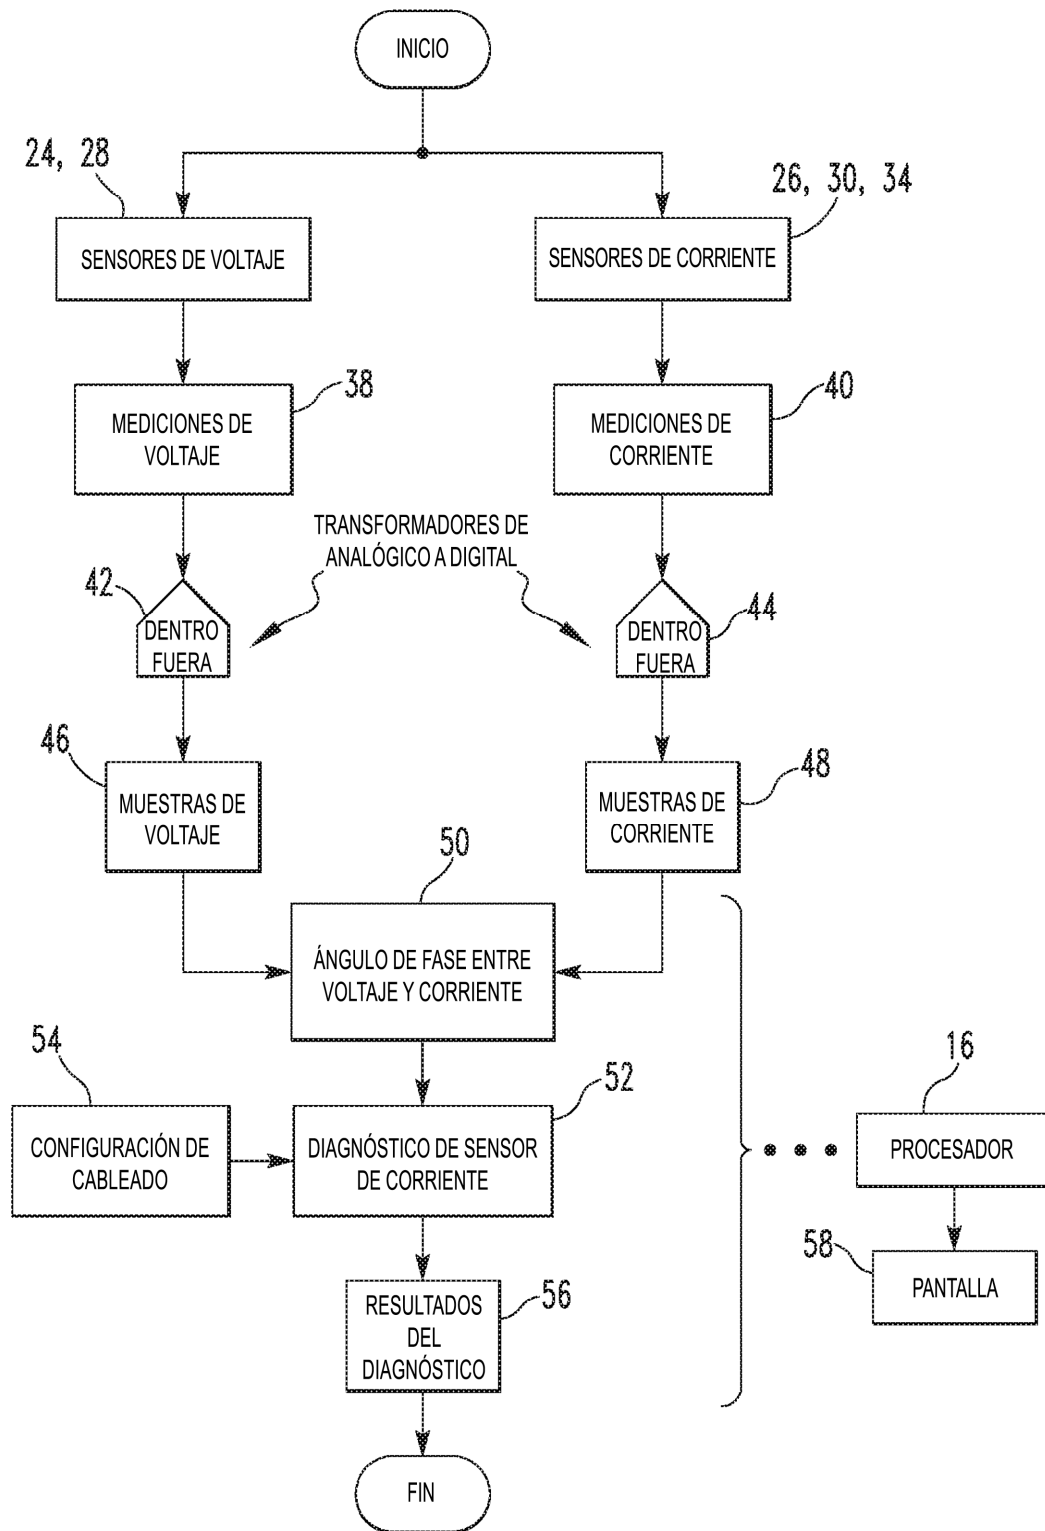 INICIO
24, 28
26, 30, 34
SENSORES DE VOLTAJE
SENSORES DE CORRIENTE
38
40
MEDICIONES DE
VOLTAJE
MEDICIONES DE
CORRIENTE
TRANSFORMADORES DE
ANALÓGICO A DIGITAL
42
DENTRO
FUERA
44
DENTRO
FUERA
46
MUESTRAS DE
VOLTAJE
48
MUESTRAS DE
CORRIENTE
50
ÁNGULO DE FASE ENTRE
VOLTAJE Y CORRIENTE
54
CONFIGURACIÓN DE
CABLEADO
52
DIAGNÓSTICO DE SENSOR
DE CORRIENTE
16
PROCESADOR
58
PANTALLA
56
RESULTADOS
DEL
DIAGNÓSTICO
FIN